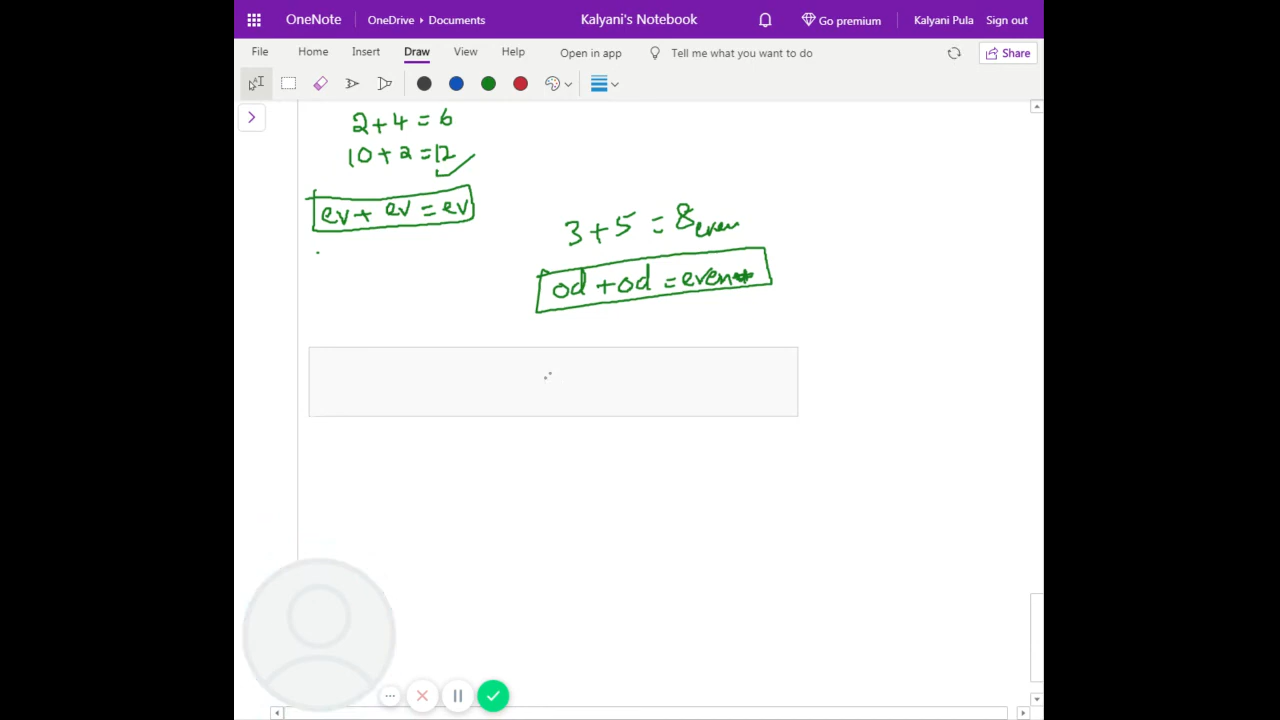 OneNote OneDrive › Documents Kalyani's Notebook Go premium Kalyani Pula Sign out
File Home Insert Draw View Help Open in app Tell me what you want to do Share
2+4=6
10+2=12
ev+ ev=ev
3+5=8even
od+od=even